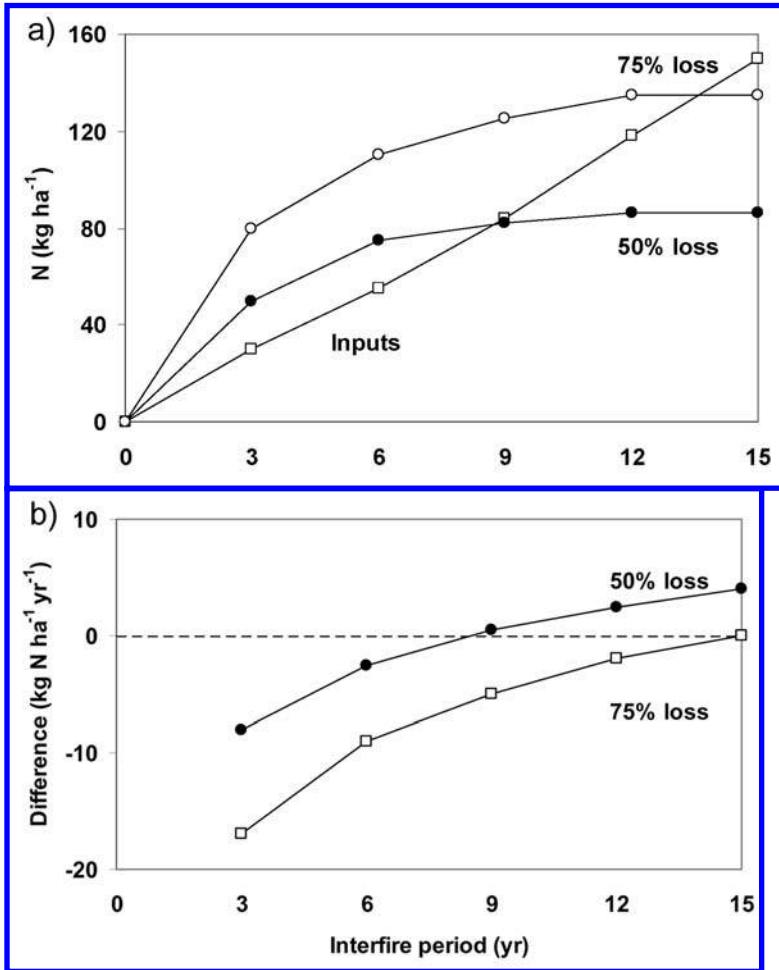 a)
160
120
80
40
0
N (kg ha⁻¹)
75% loss
50% loss
Inputs
0 3 6 9 12 15
b)
10
0
-10
-20
Difference (kg N ha⁻¹ yr⁻¹)
50% loss
75% loss
0 3 6 9 12 15
Interfire period (yr)